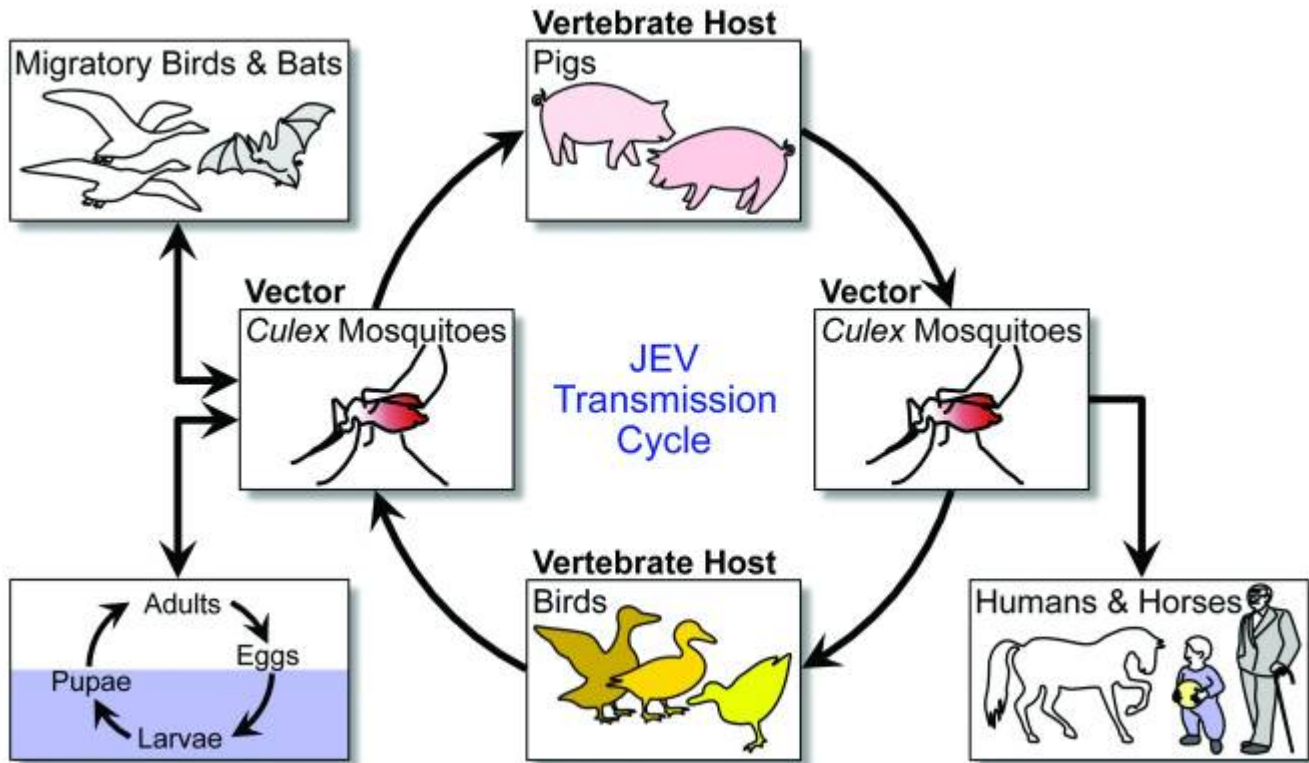 Vertebrate Host
Migratory Birds & Bats
Pigs
Vector
Culex Mosquitoes
Vector
Culex Mosquitoes
JEV
Transmission
Cycle
Vertebrate Host
Birds
Adults
Eggs
Pupae
Larvae
Humans & Horses